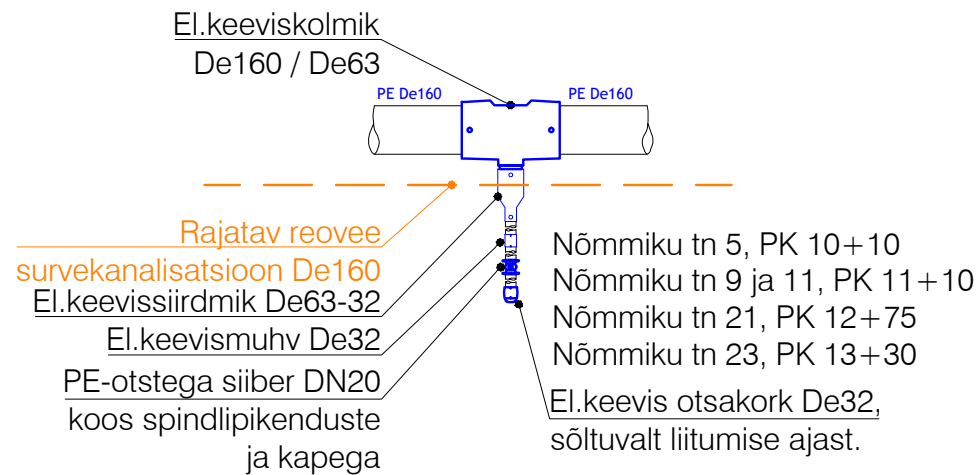 El.keeviskolmik
De160 / De63
PE De160
PE De160
Rajatav reovee
survekanalisatsioon De160
El.keevissiirdmik De63-32
El.keevismuhv De32
PE-otstega siiber DN20
koos spindlipikenduste
ja kapega
Nõmmiku tn 5, PK 10+10
Nõmmiku tn 9 ja 11, PK 11+10
Nõmmiku tn 21, PK 12+75
Nõmmiku tn 23, PK 13+30
El.keevis otsakork De32,
sõltuvalt liitumise ajast.